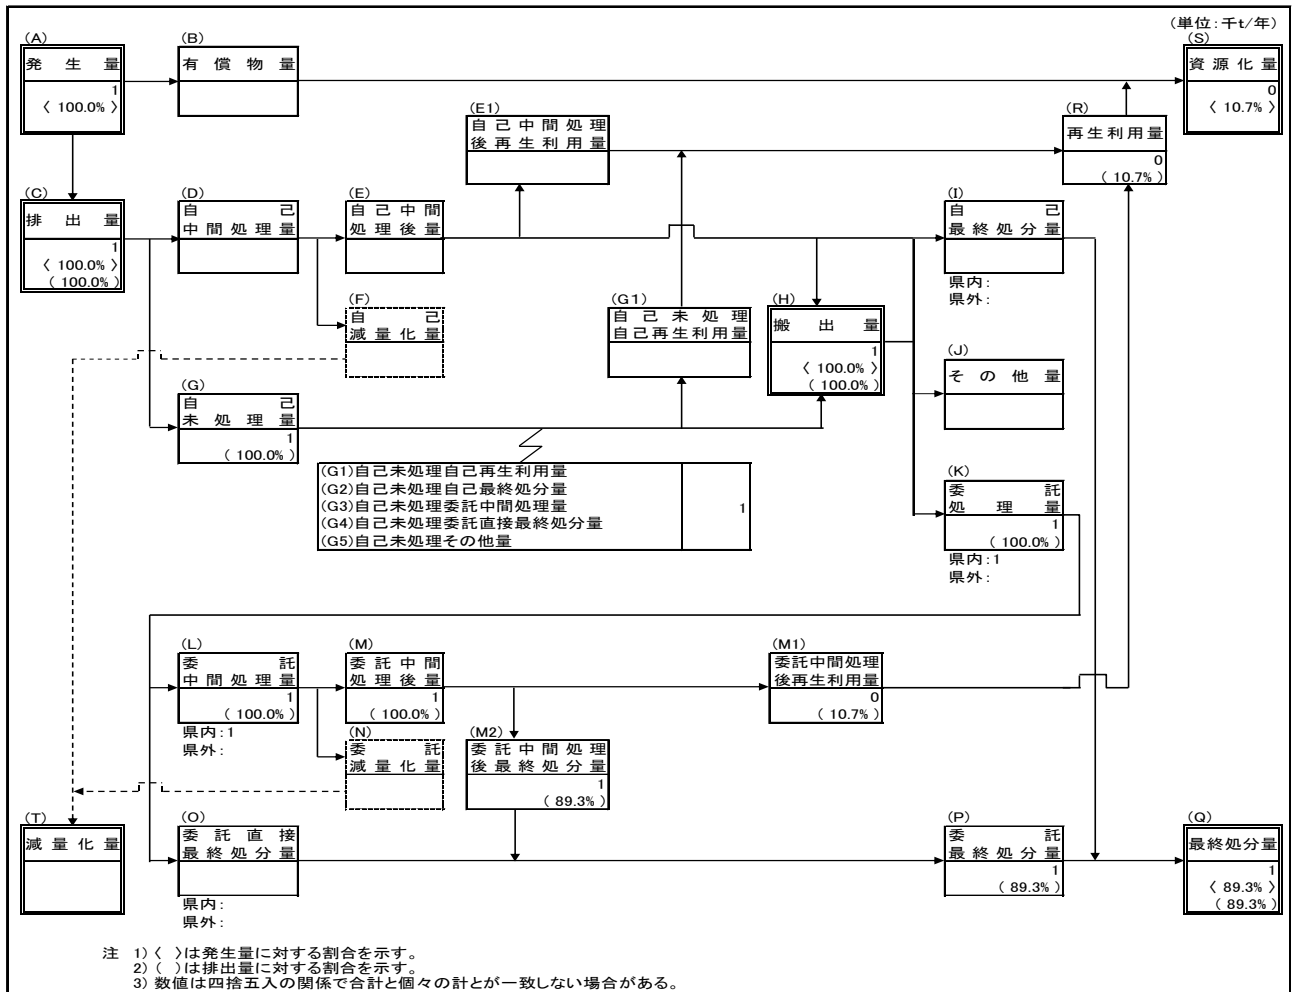 （単位：千t/年）
(A)
発生量
1
〈 100.0% 〉
(B)
有償物量
(S)
資源化量
0
〈 10.7% 〉
(E1)
自己中間処理
後再生利用量
(R)
再生利用量
0
( 10.7% )
(C)
排出量
1
〈 100.0% 〉
( 100.0% )
(D)
自己
中間処理量
(E)
自己中間
処理後量
(I)
自己
最終処分量
県内：
県外：
(F)
自己
減量化量
(G1)
自己未処理
自己再生利用量
(H)
搬出量
1
〈 100.0% 〉
( 100.0% )
(J)
その他量
(G)
自己
未処理量
1
( 100.0% )
(G1)自己未処理自己再生利用量
(G2)自己未処理自己最終処分量
(G3)自己未処理委託中間処理量 1
(G4)自己未処理委託直接最終処分量
(G5)自己未処理その他量
(K)
委託
処理量
1
( 100.0% )
県内：1
県外：
(L)
委託
中間処理量
1
( 100.0% )
県内：1
県外：
(M)
委託中間
処理後量
1
( 100.0% )
(M1)
委託中間処理
後再生利用量
0
( 10.7% )
(N)
委託
減量化量
(M2)
委託中間処理
後最終処分量
1
( 89.3% )
(T)
減量化量
(O)
委託直接
最終処分量
県内：
県外：
(P)
委託
最終処分量
1
( 89.3% )
(Q)
最終処分量
1
〈 89.3% 〉
( 89.3% )
注 1)〈 〉は発生量に対する割合を示す。
2)( )は排出量に対する割合を示す。
3) 数値は四捨五入の関係で合計と個々の計とが一致しない場合がある。